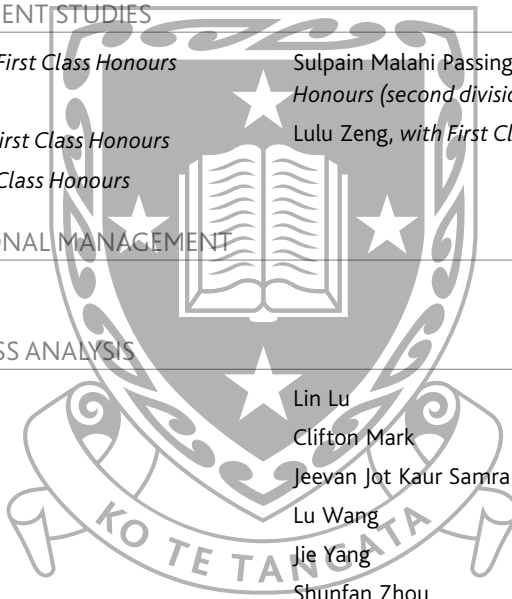 ENT STUDIES
First Class Honours
irst Class Honours
Class Honours
Sulpain Malahi Passing
Honours (second divisio
Lulu Zeng, with First Cl
ONAL MANAGEMENT
SS ANALYSIS
Lin Lu
Clifton Mark
Jeevan Jot Kaur Samra
Lu Wang
Jie Yang
Shunfan Zhou
KO TE TANGATA